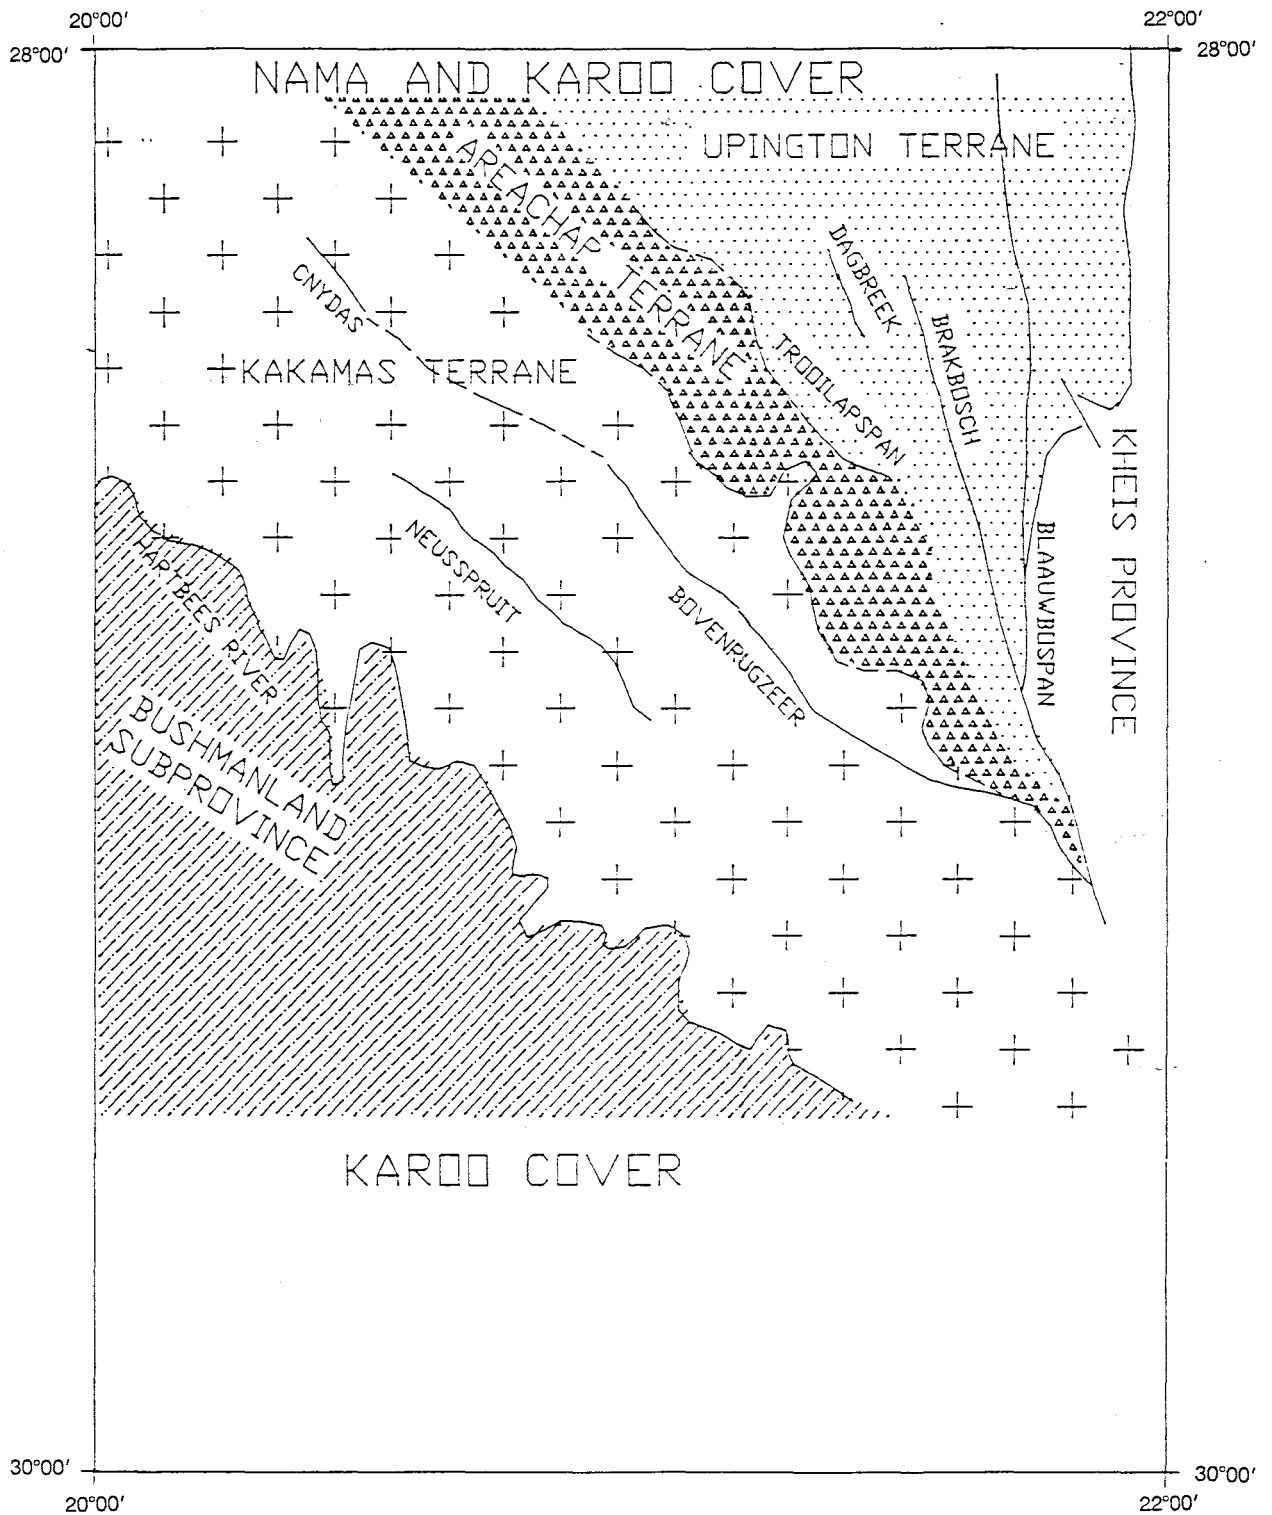 20°00'
22°00'
28°00'
28°00'
NAMA AND KAROO COVER
UPINGTON TERRANE
AREACHAP TERRANE
DAGBREEK
CNYDAS
BRAKBOSCH
TROOILAPSPAN
KAKAMAS TERRANE
KHEIS PROVINCE
NEUSSPRUIT
BLAAUWBOSPAN
HARTBEES RIVER
BOVENRUGZEER
BUSHMANLAND
SUBPROVINCE
KAROO COVER
30°00'
30°00'
20°00'
22°00'